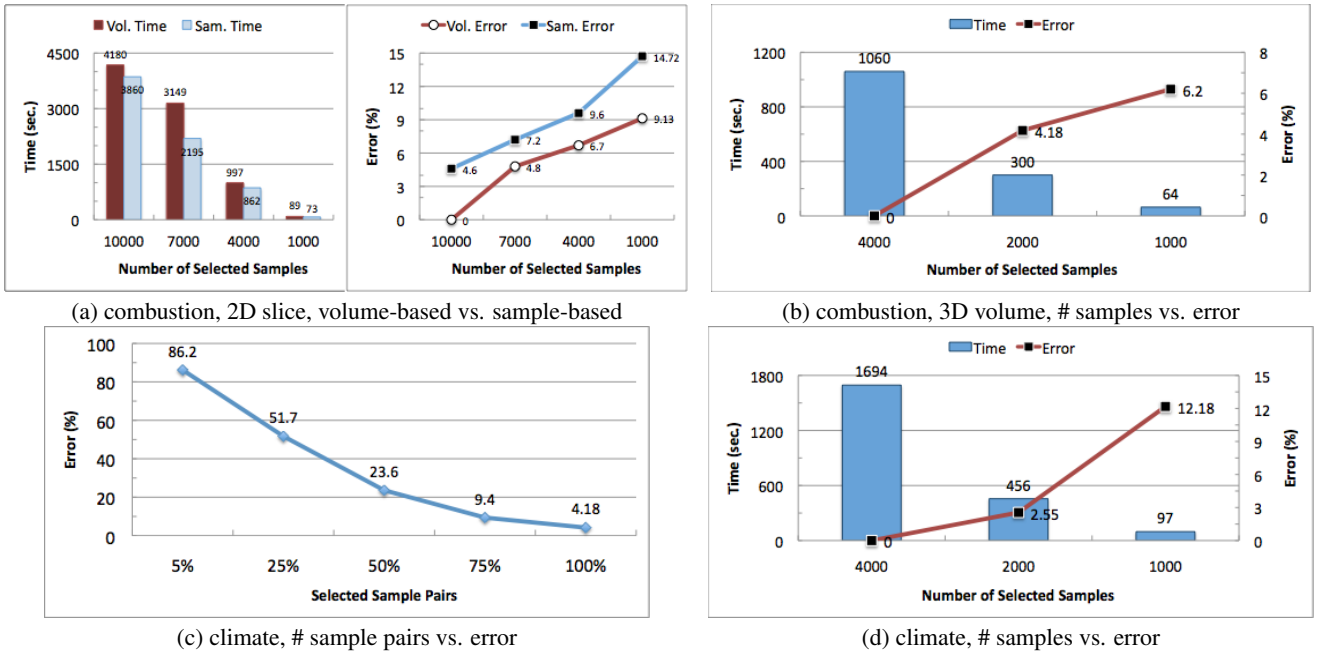 Vol. Time Sam. Time
4500
3000
1500
0
Time (sec.)
4180
3860
3149
2195
997
862
89 73
10000 7000 4000 1000
Number of Selected Samples
Vol. Error Sam. Error
15
12
9
6
3
0
Error (%)
14.72
9.6
9.13
7.2
6.7
4.6
4.8
0
10000 7000 4000 1000
Number of Selected Samples
(a) combustion, 2D slice, volume-based vs. sample-based
Time Error
1200
800
400
0
Time (sec.)
1060
300
64
0
4.18
6.2
8
6
4
2
0
Error (%)
4000 2000 1000
Number of Selected Samples
(b) combustion, 3D volume, # samples vs. error
100
80
60
40
20
0
Error (%)
86.2
51.7
23.6
9.4
4.18
5% 25% 50% 75% 100%
Selected Sample Pairs
(c) climate, # sample pairs vs. error
Time Error
1800
1200
600
0
Time (sec.)
1694
456
97
0
2.55
12.18
15
12
9
6
3
0
Error (%)
4000 2000 1000
Number of Selected Samples
(d) climate, # samples vs. error